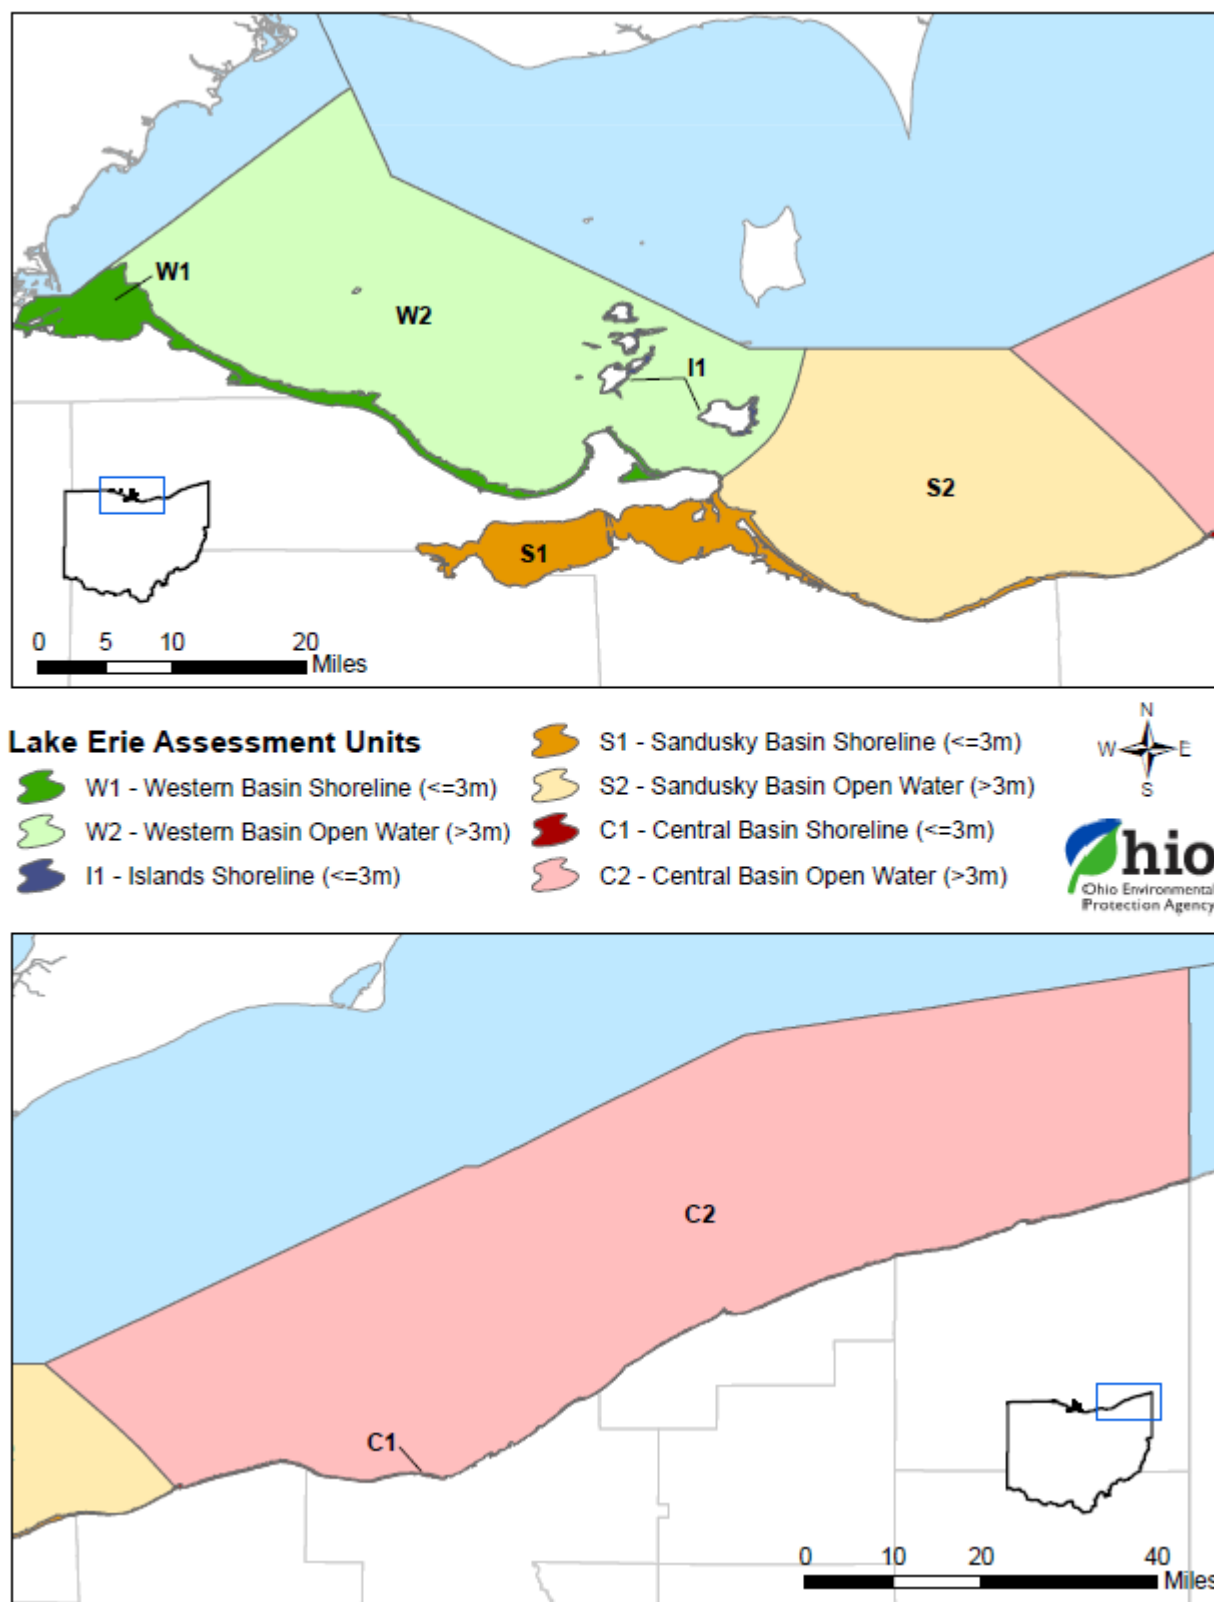 W1
W2
I1
S2
S1
0 5 10 20
Miles
Lake Erie Assessment Units
W1 - Western Basin Shoreline (<=3m)
W2 - Western Basin Open Water (>3m)
I1 - Islands Shoreline (<=3m)
S1 - Sandusky Basin Shoreline (<=3m)
S2 - Sandusky Basin Open Water (>3m)
C1 - Central Basin Shoreline (<=3m)
C2 - Central Basin Open Water (>3m)
N
W E
S
Ohio
Ohio Environmental
Protection Agency
C2
C1
0 10 20 40
Miles